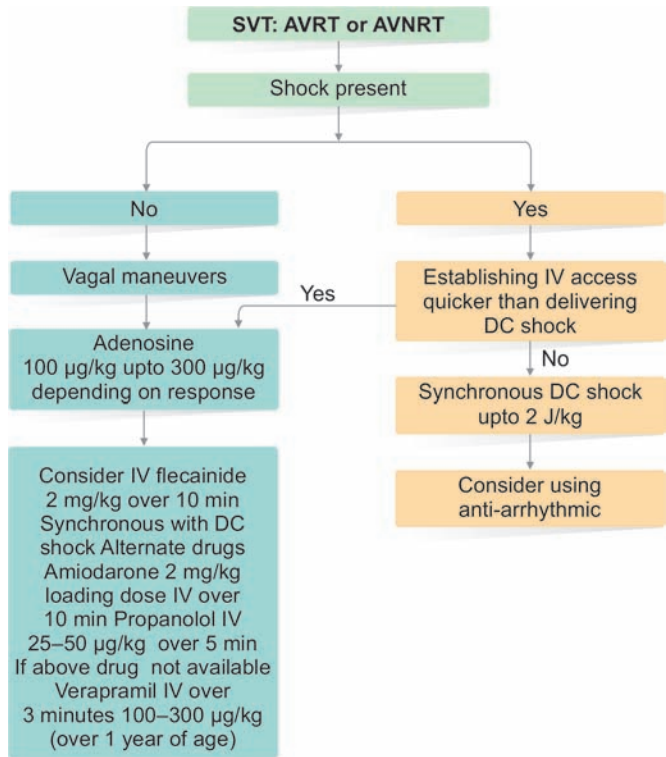 SVT: AVRT or AVNRT
Shock present
No
Yes
Vagal maneuvers
Establishing IV access
quicker than delivering
DC shock
Yes
Adenosine
100 µg/kg upto 300 µg/kg
depending on response
No
Synchronous DC shock
upto 2 J/kg
Consider using
anti-arrhythmic
Consider IV flecainide
2 mg/kg over 10 min
Synchronous with DC
shock Alternate drugs
Amiodarone 2 mg/kg
loading dose IV over
10 min Propanolol IV
25–50 µg/kg over 5 min
If above drug not available
Verapramil IV over
3 minutes 100–300 µg/kg
(over 1 year of age)